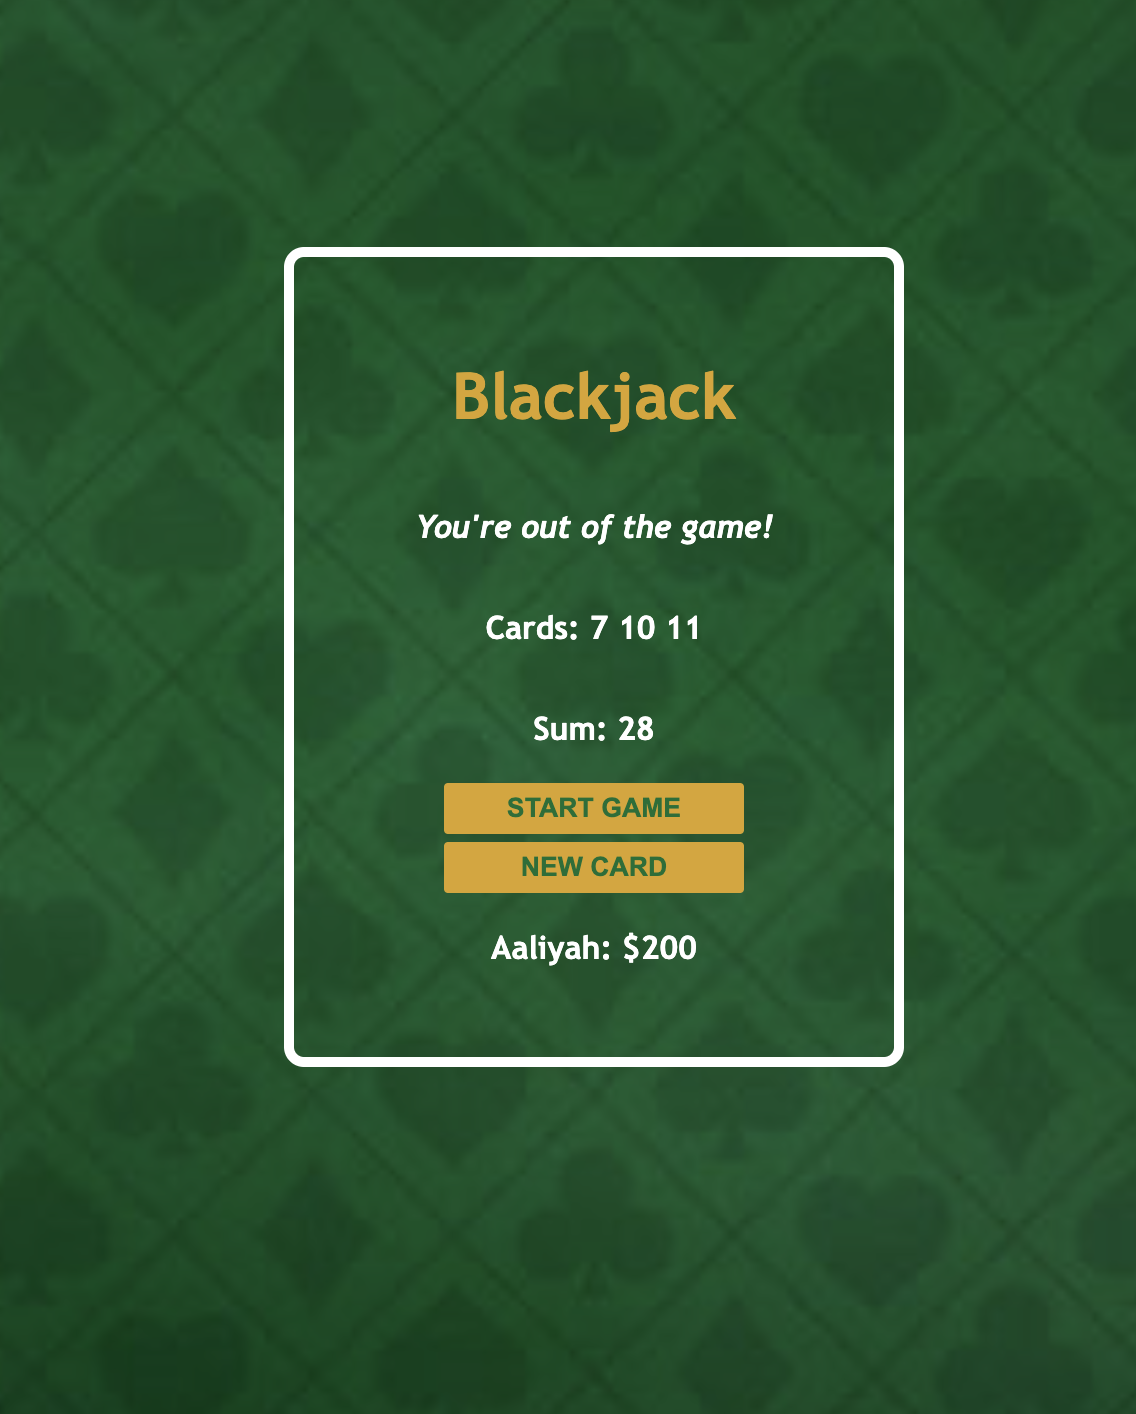 Blackjack
You're out of the game!
Cards: 7 10 11
Sum: 28
START GAME
NEW CARD
Aaliyah: $200